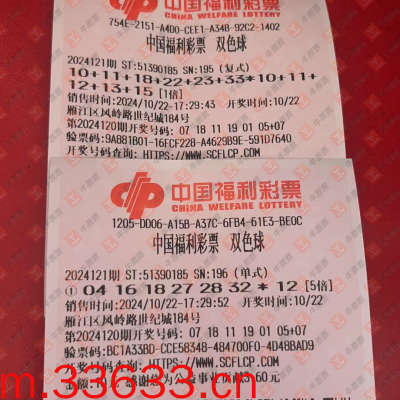 中国福利彩票
CHINA WELFARE LOTTERY
754E-2151-A4D0-CEE1-A34B-92C2-1402
中国福利彩票 双色球
2024121期 ST:51390185 SN:195 (复式)
10+11+18+22+23+33*10+11+
12+13+15 [1倍]
销售时间:2024/10/22-17:29:43 开奖时间:10/22
雁江区凤岭路世纪城184号
第2024120期开奖号码: 07 18 11 19 01 05+07
验票码:9AB81B01-16FCF228-A4629B9E-591D7640
开奖号码查询: HTTPS://WWW.SCFLCP.COM
中国福利彩票
CHINA WELFARE LOTTERY
1205-DD06-A15B-A37C-6FB4-61E3-BE0C
中国福利彩票 双色球
2024121期 ST:51390185 SN:196 (单式)
① 04 16 18 27 28 32 * 12 [5倍]
销售时间:2024/10/22-17:29:52 开奖时间:10/22
雁江区凤岭路世纪城184号
第2024120期开奖号码: 07 18 11 19 01 05+07
验票码:BC1A33BD-CCE58348-484700F0-4D48BAD9
开奖号码查询: HTTPS://WWW.SCFLCP.COM
m.33633.cn